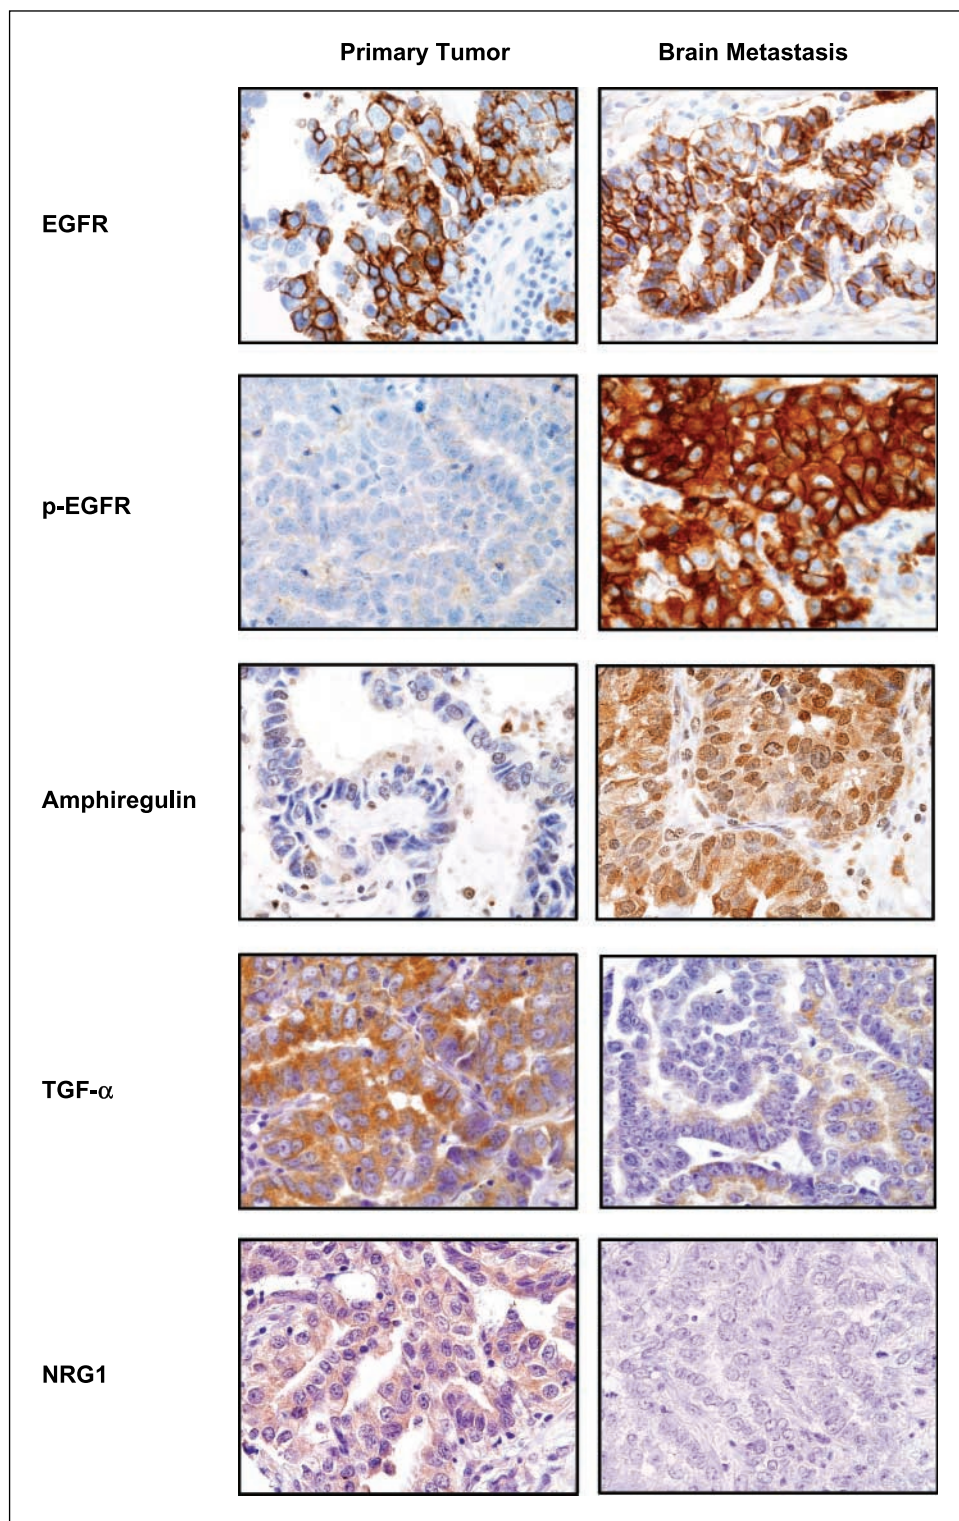 Primary Tumor Brain Metastasis
EGFR
p-EGFR
Amphiregulin
TGF-α
NRG1